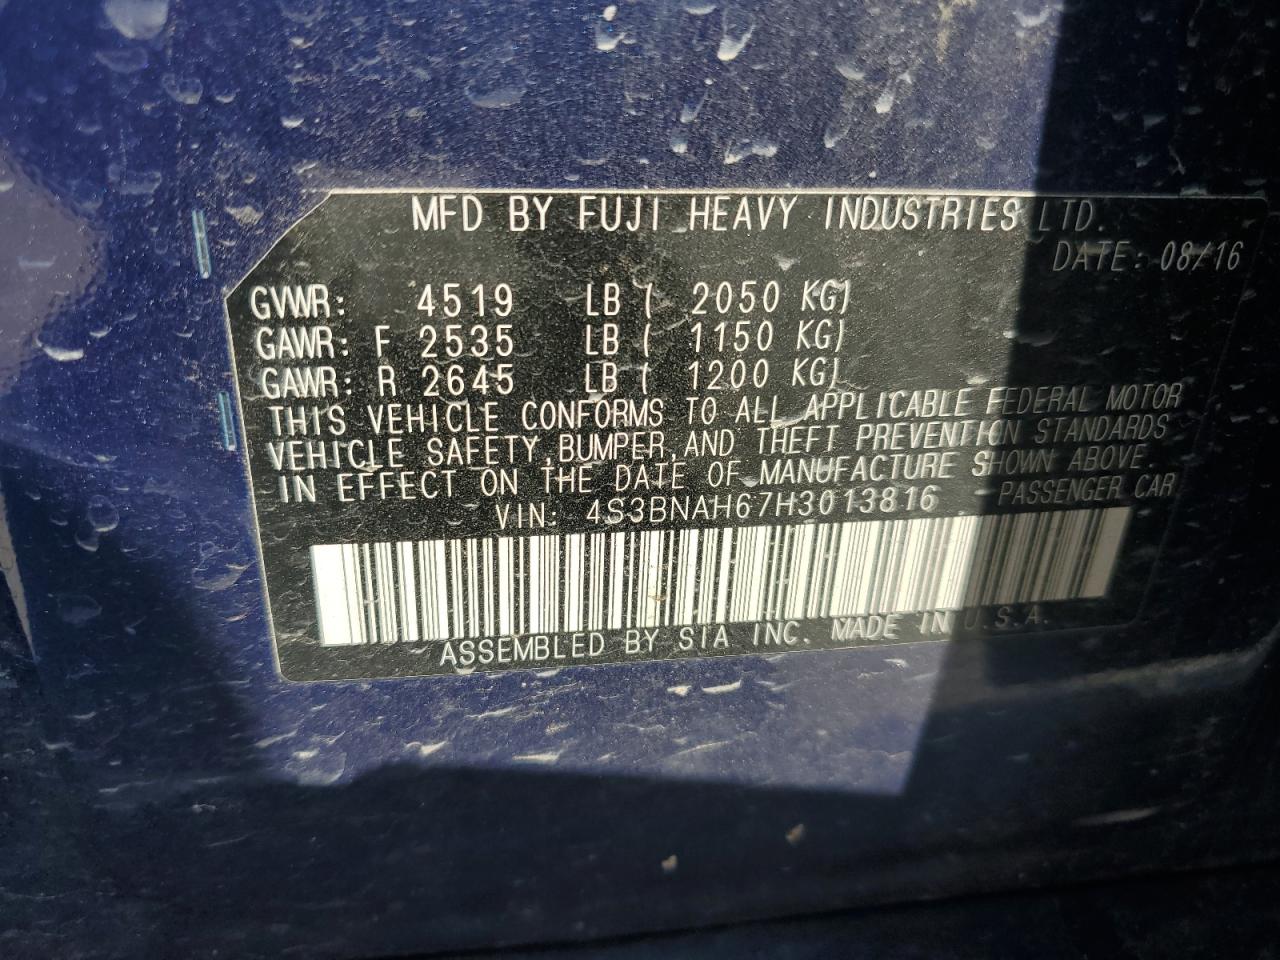 MFD BY FUJI HEAVY INDUSTRIES LTD.
DATE: 08/16
GVWR: 4519 LB ( 2050 KG)
GAWR: F 2535 LB ( 1150 KG)
GAWR: R 2645 LB ( 1200 KG)
THIS VEHICLE CONFORMS TO ALL APPLICABLE FEDERAL MOTOR
VEHICLE SAFETY,BUMPER,AND THEFT PREVENTION STANDARDS
IN EFFECT ON THE DATE OF MANUFACTURE SHOWN ABOVE.
VIN: 4S3BNAH67H3013816 PASSENGER CAR
ASSEMBLED BY SIA INC. MADE IN U.S.A.